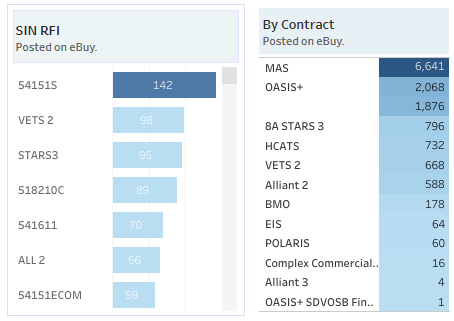 SIN RFI
Posted on eBuy.
54151S 142
VETS 2 98
STARS3 95
518210C 89
541611 70
ALL 2 66
54151ECOM 59
By Contract
Posted on eBuy.
MAS 6,641
OASIS+ 2,068
1,876
8A STARS 3 796
HCATS 732
VETS 2 668
Alliant 2 588
BMO 178
EIS 64
POLARIS 60
Complex Commercial.. 16
Alliant 3 4
OASIS+ SDVOSB Fin.. 1